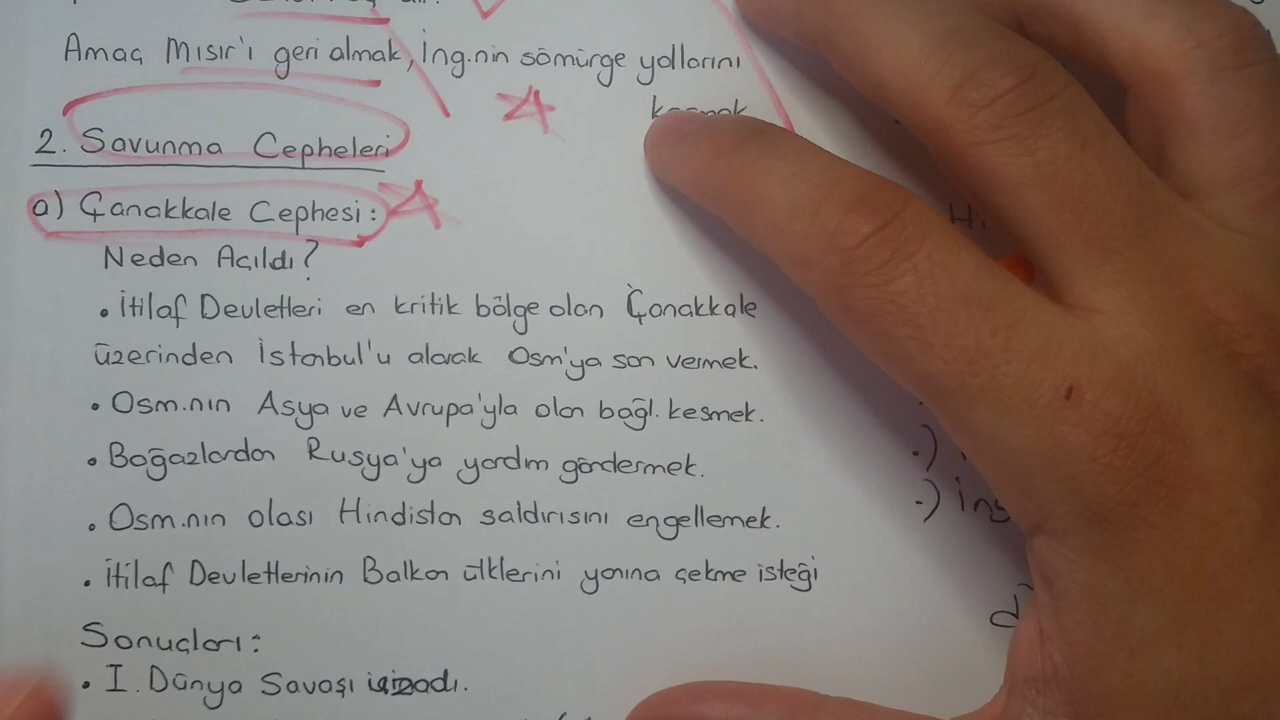 Amaç Mısır'ı geri almak, İng.nin sömürge yollarını
kesmek
2. Savunma Cepheleri
a) Çanakkale Cephesi:
Neden Açıldı?
• İtilaf Devletleri en kritik bölge olan Çanakkale
üzerinden İstanbul'u alarak Osm'ya son vermek.
• Osm.nın Asya ve Avrupa'yla olan bağl. kesmek.
• Boğazlardan Rusya'ya yardım göndermek.
• Osm.nın olası Hindistan saldırısını engellemek.
• İtilaf Devletlerinin Balkan ülklerini yanına çekme isteği
Sonuçları:
• I. Dünya Savaşı uzadı.